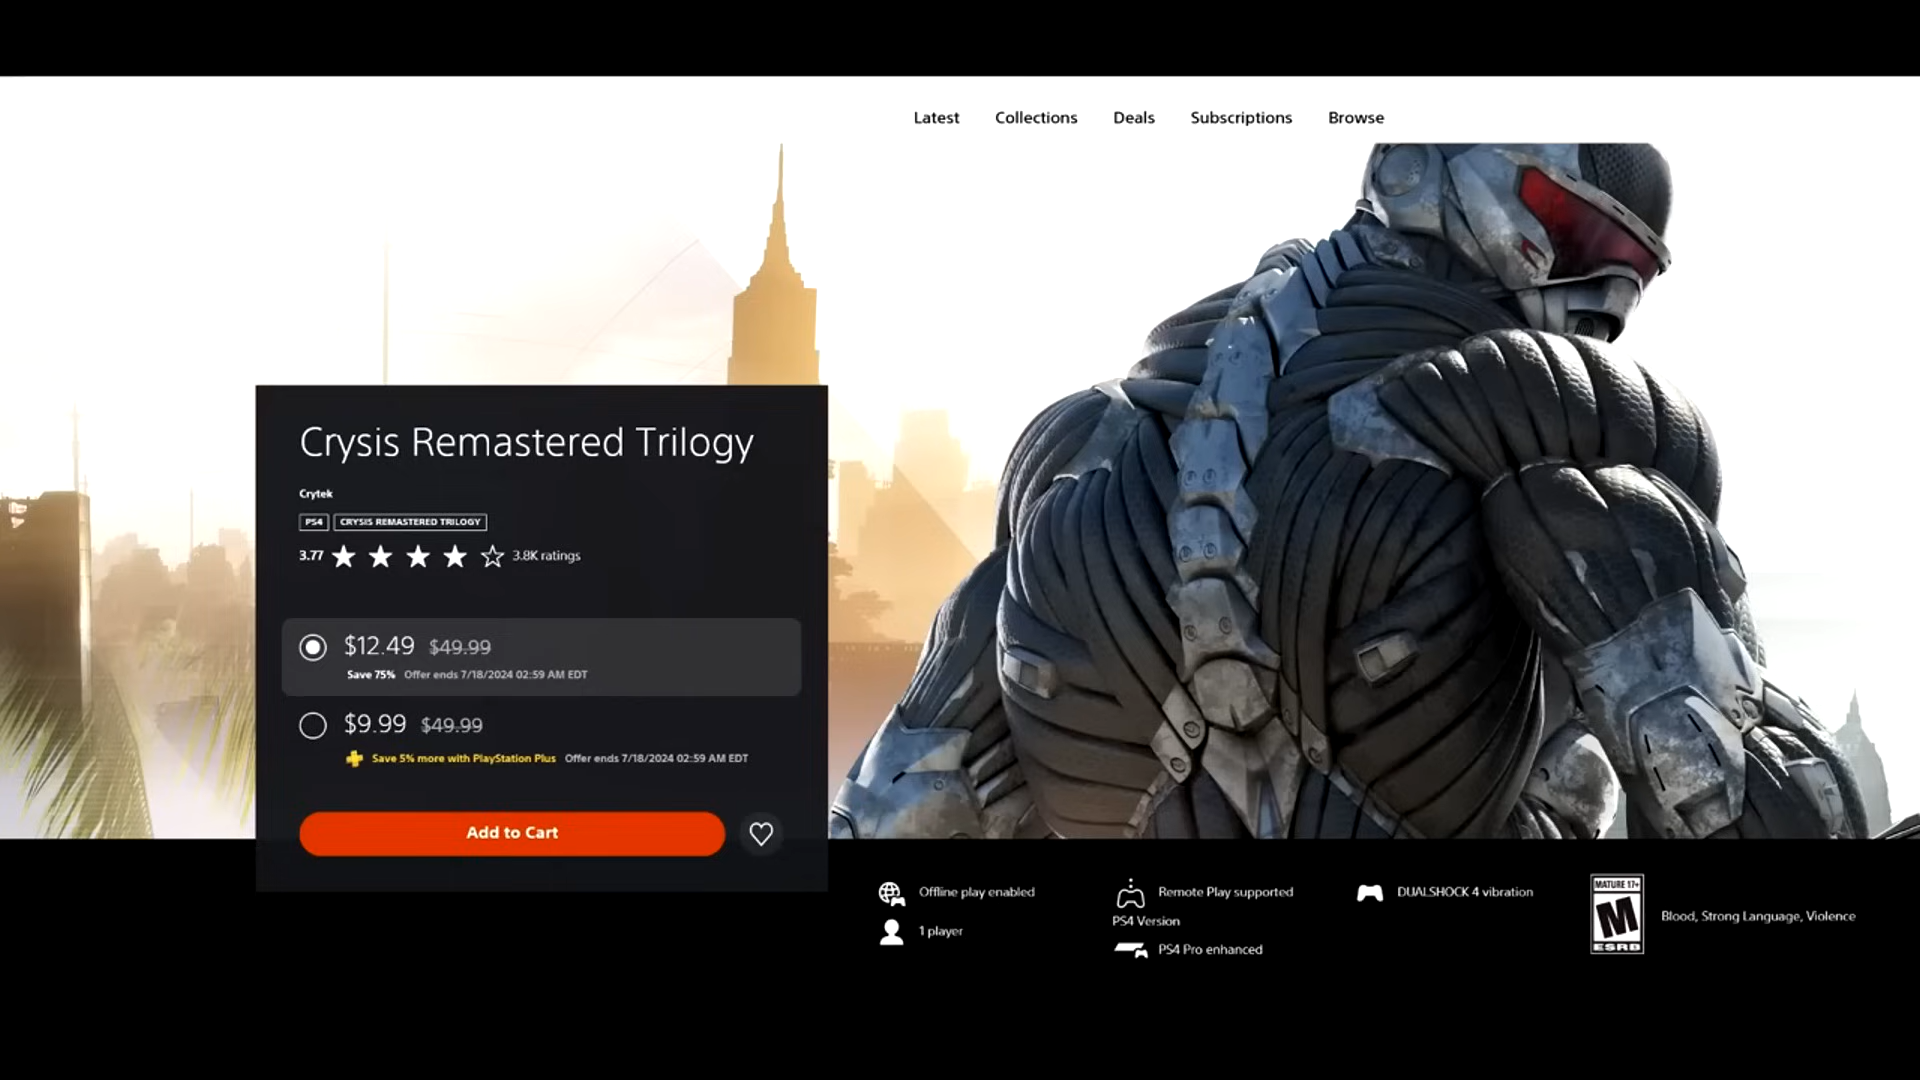 Latest Collections Deals Subscriptions Browse
Crysis Remastered Trilogy
Crytek
PS4 CRYSIS REMASTERED TRILOGY
3.77 3.8K ratings
$12.49 $49.99
Save 75% Offer ends 7/18/2024 02:59 AM EDT
$9.99 $49.99
Save 5% more with PlayStation Plus Offer ends 7/18/2024 02:59 AM EDT
Add to Cart
Offline play enabled
1 player
Remote Play supported
PS4 Version
PS4 Pro enhanced
DUALSHOCK 4 vibration
MATURE 17+
M
ESRB
Blood, Strong Language, Violence